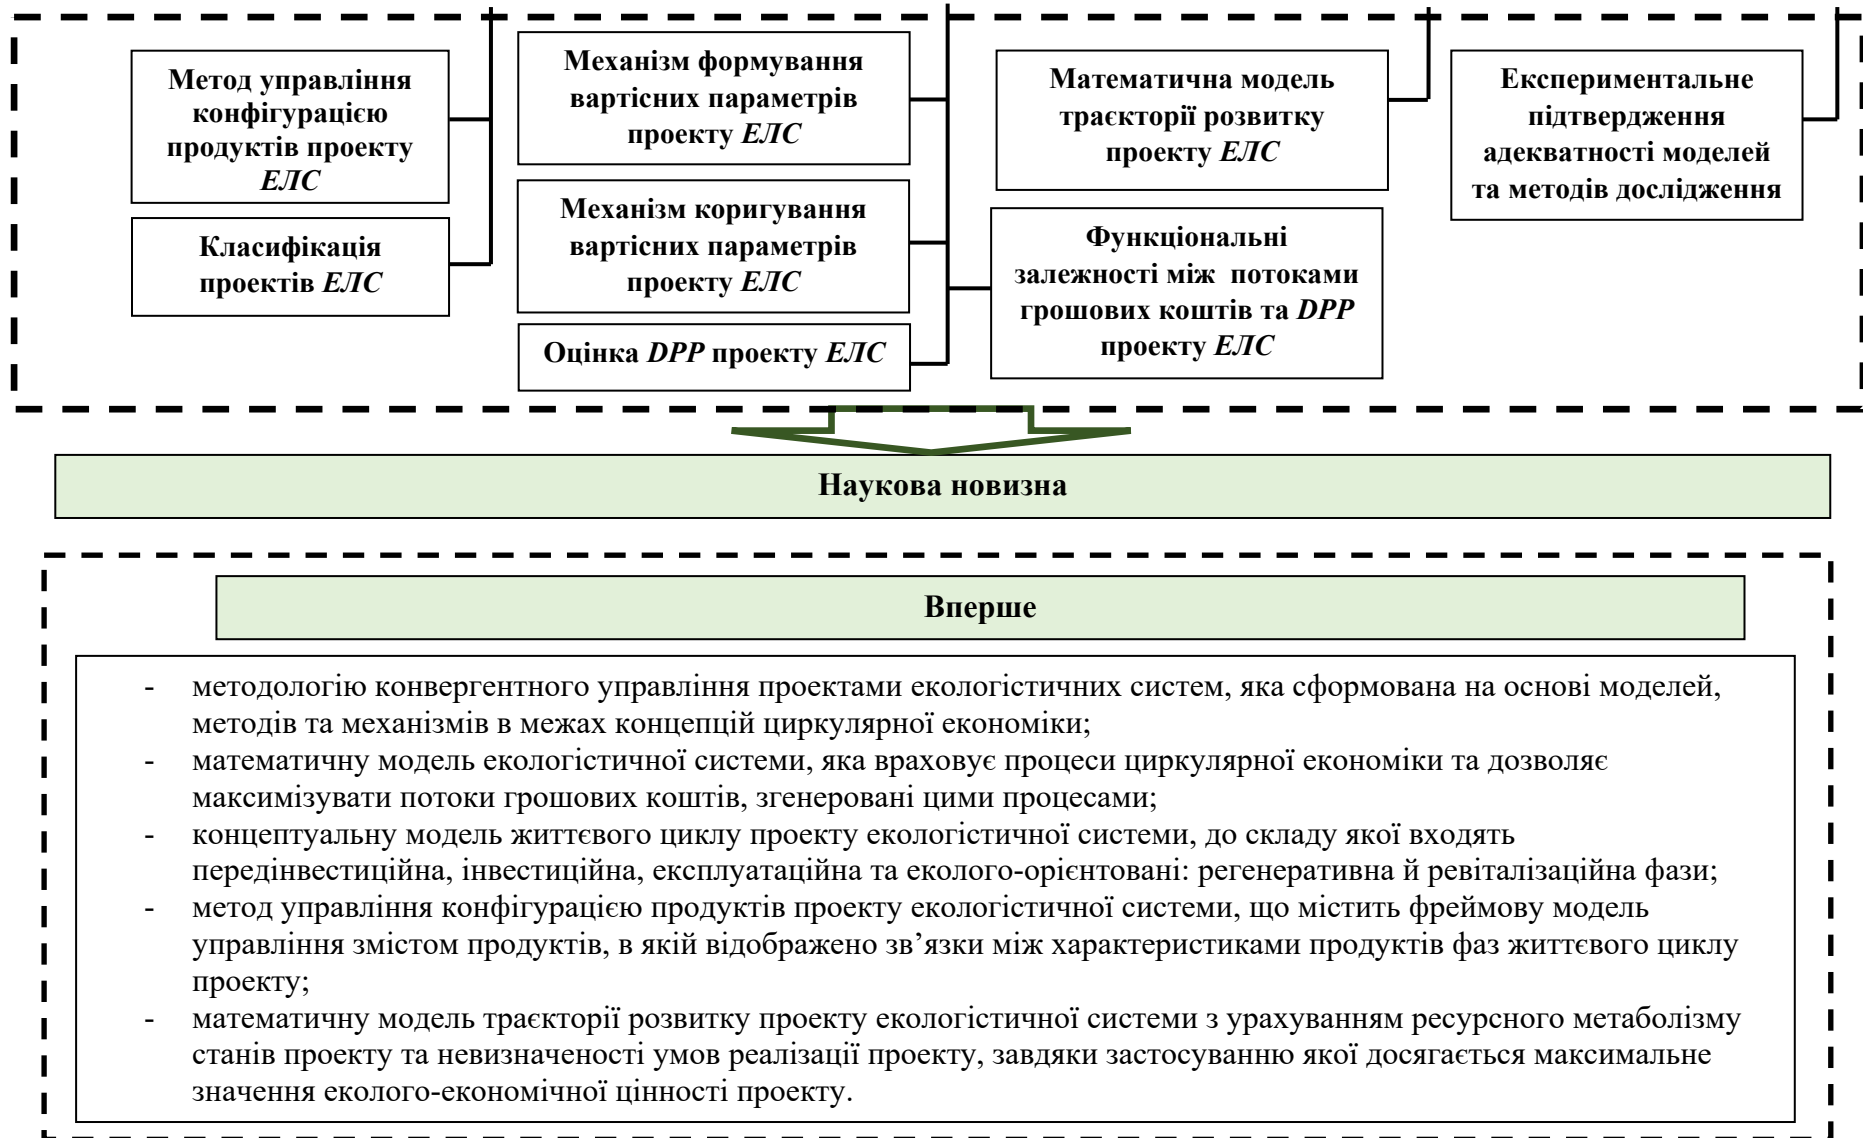 Метод управління
конфігурацією
продуктів проекту
ЕЛС
Класифікація
проектів ЕЛС
Механізм формування
вартісних параметрів
проекту ЕЛС
Механізм коригування
вартісних параметрів
проекту ЕЛС
Оцінка DPP проекту ЕЛС
Математична модель
траєкторії розвитку
проекту ЕЛС
Функціональні
залежності між потоками
грошових коштів та DPP
проекту ЕЛС
Експериментальне
підтвердження
адекватності моделей
та методів дослідження
Наукова новизна
Вперше
- методологію конвергентного управління проектами екологістичних систем, яка сформована на основі моделей,
методів та механізмів в межах концепцій циркулярної економіки;
- математичну модель екологістичної системи, яка враховує процеси циркулярної економіки та дозволяє
максимізувати потоки грошових коштів, згенеровані цими процесами;
- концептуальну модель життєвого циклу проекту екологістичної системи, до складу якої входять
передінвестиційна, інвестиційна, експлуатаційна та еколого-орієнтовані: регенеративна й ревіталізаційна фази;
- метод управління конфігурацією продуктів проекту екологістичної системи, що містить фреймову модель
управління змістом продуктів, в якій відображено зв’язки між характеристиками продуктів фаз життєвого циклу
проекту;
- математичну модель траєкторії розвитку проекту екологістичної системи з урахуванням ресурсного метаболізму
станів проекту та невизначеності умов реалізації проекту, завдяки застосуванню якої досягається максимальне
значення еколого-економічної цінності проекту.